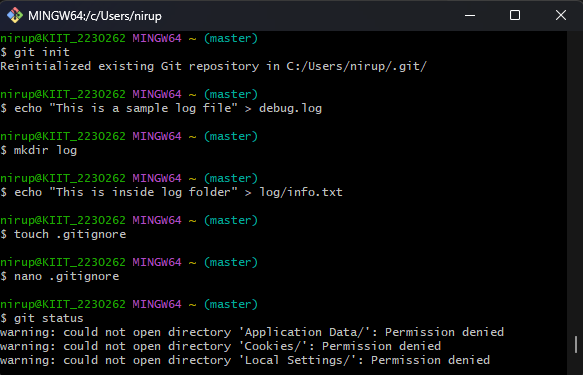 MINGW64:/c/Users/nirup
nirup@KIIT_2230262 MINGW64 ~ (master)
$ git init
Reinitialized existing Git repository in C:/Users/nirup/.git/
nirup@KIIT_2230262 MINGW64 ~ (master)
$ echo "This is a sample log file" > debug.log
nirup@KIIT_2230262 MINGW64 ~ (master)
$ mkdir log
nirup@KIIT_2230262 MINGW64 ~ (master)
$ echo "This is inside log folder" > log/info.txt
nirup@KIIT_2230262 MINGW64 ~ (master)
$ touch .gitignore
nirup@KIIT_2230262 MINGW64 ~ (master)
$ nano .gitignore
nirup@KIIT_2230262 MINGW64 ~ (master)
$ git status
warning: could not open directory 'Application Data/': Permission denied
warning: could not open directory 'Cookies/': Permission denied
warning: could not open directory 'Local Settings/': Permission denied